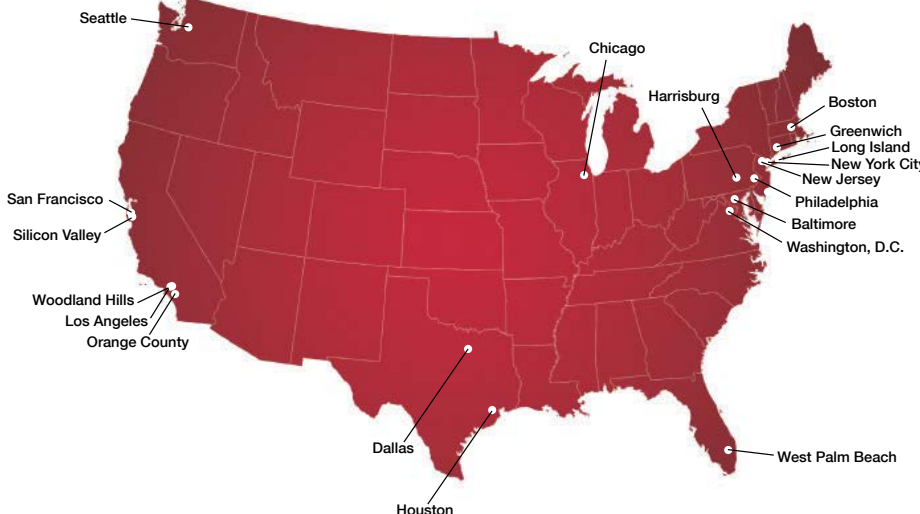 Seattle
Chicago
Harrisburg
Boston
Greenwich
Long Island
New York City
New Jersey
Philadelphia
Baltimore
Washington, D.C.
San Francisco
Silicon Valley
Woodland Hills
Los Angeles
Orange County
Dallas
Houston
West Palm Beach